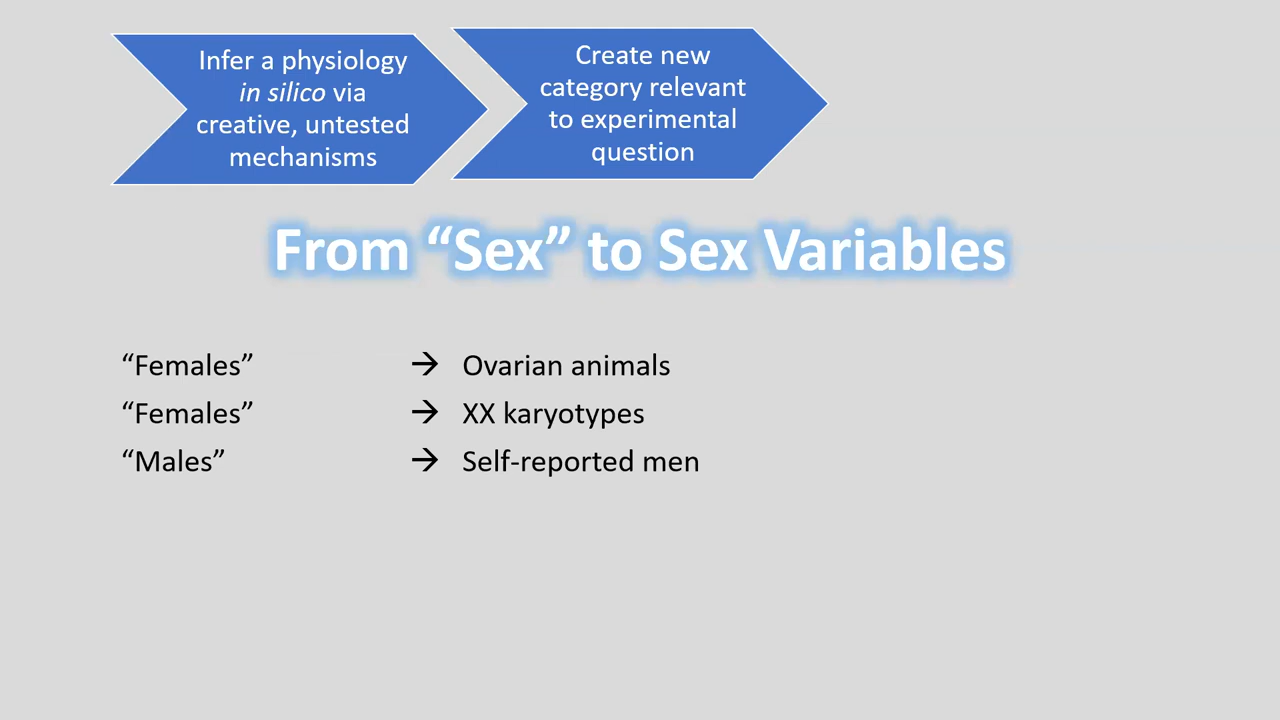 Infer a physiology
in silico via
creative, untested
mechanisms
Create new
category relevant
to experimental
question
From “Sex” to Sex Variables
“Females” → Ovarian animals
“Females” → XX karyotypes
“Males” → Self-reported men